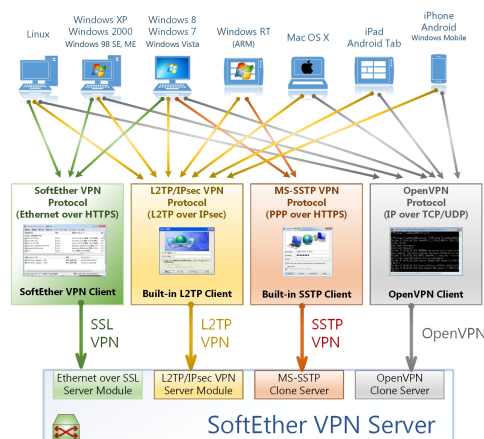 Linux
Windows XP
Windows 2000
Windows 98 SE, ME
Windows 8
Windows 7
Windows Vista
Windows RT
(ARM)
Mac OS X
iPad
Android Tab
iPhone
Android
Windows Mobile
SoftEther VPN
Protocol
(Ethernet over HTTPS)
SoftEther VPN Client
L2TP/IPsec VPN
Protocol
(L2TP over IPsec)
Built-in L2TP Client
MS-SSTP VPN
Protocol
(PPP over HTTPS)
Built-in SSTP Client
OpenVPN
Protocol
(IP over TCP/UDP)
OpenVPN Client
SSL
VPN
L2TP
VPN
SSTP
VPN
OpenVPN
Ethernet over SSL
Server Module
L2TP/IPsec VPN
Server Module
MS-SSTP
Clone Server
OpenVPN
Clone Server
SoftEther VPN Server